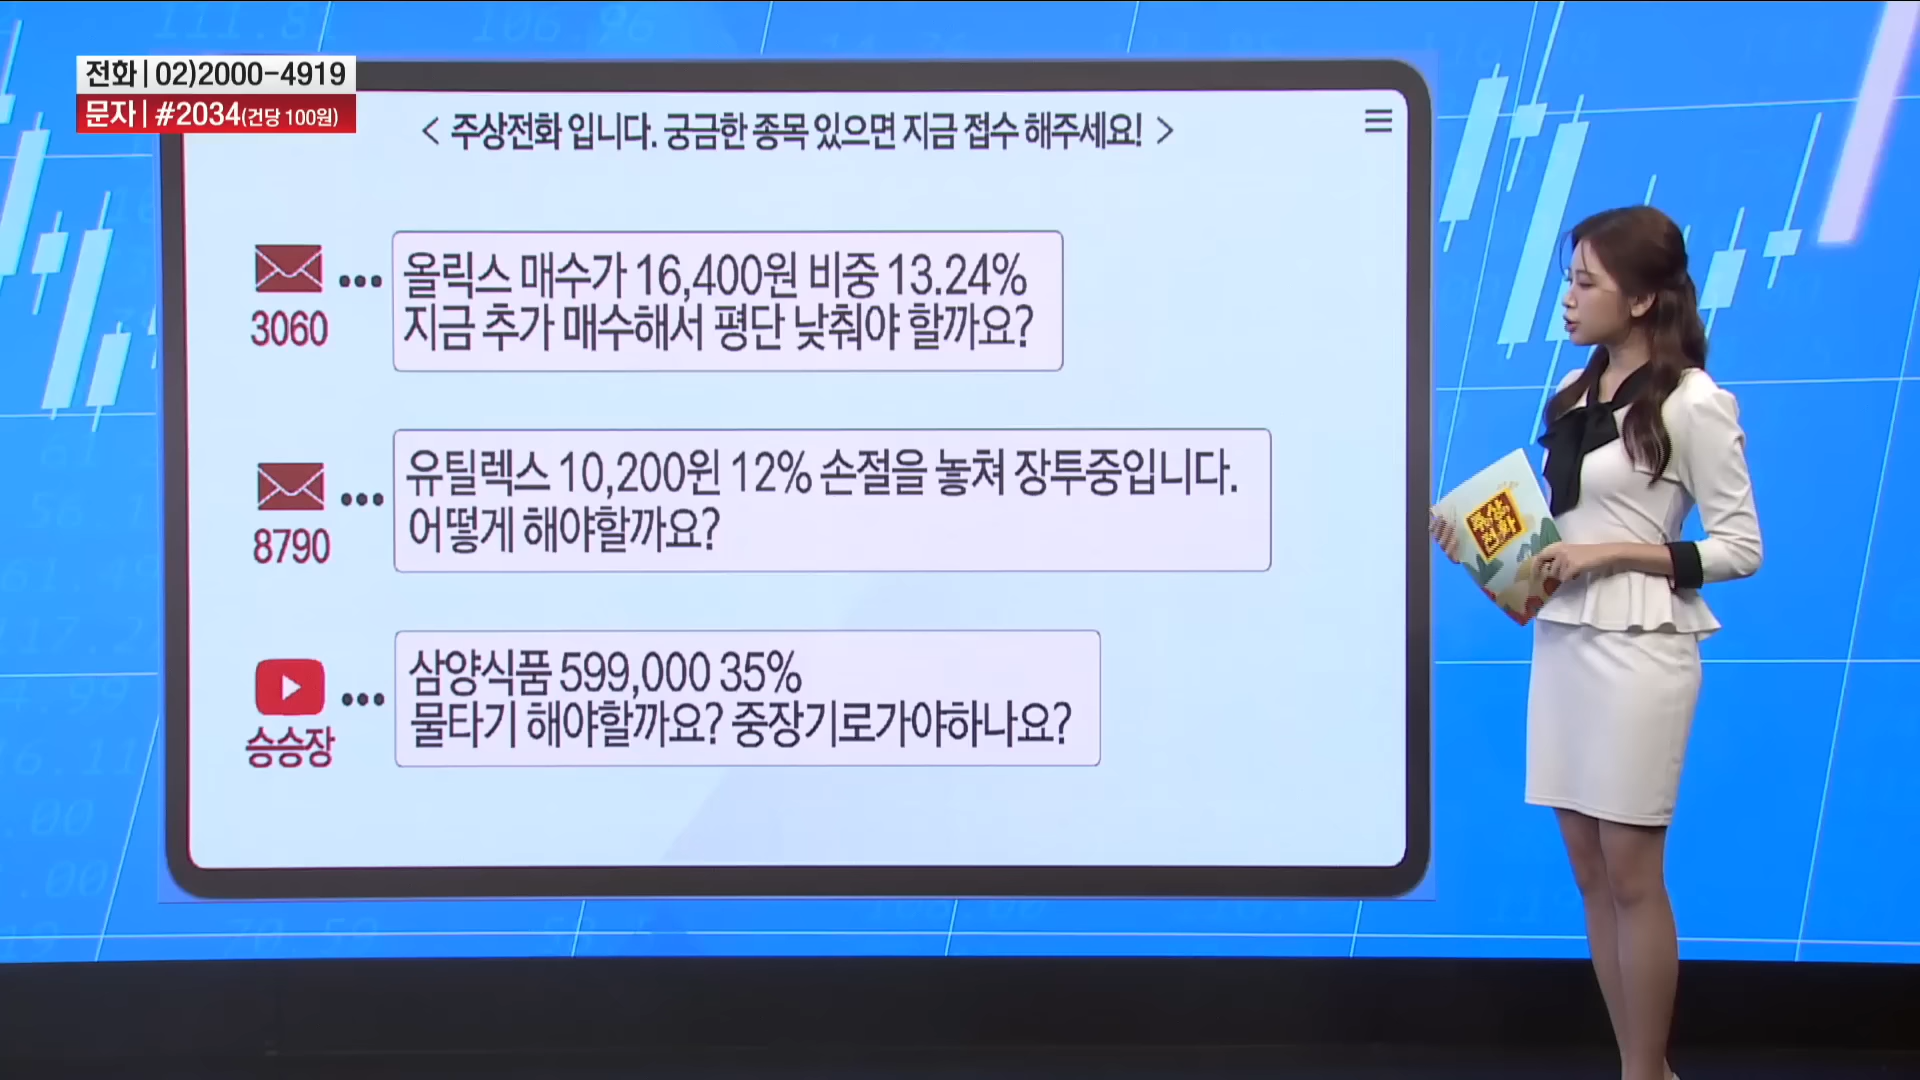 전화 | 02)2000-4919
문자 | #2034(건당 100원)
< 주상전화 입니다. 궁금한 종목 있으면 지금 접수 해주세요! >
올릭스 매수가 16,400원 비중 13.24%
지금 추가 매수해서 평단 낮춰야 할까요?
3060
유틸렉스 10,200윈 12% 손절을 놓쳐 장투중입니다.
어떻게 해야할까요?
8790
삼양식품 599,000 35%
물타기 해야할까요? 중장기로가야하나요?
승승장
주상
전화